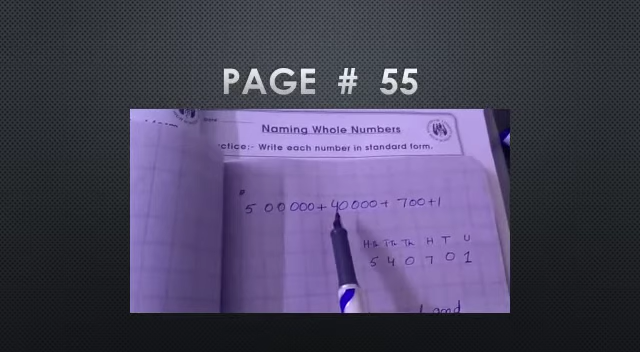 PAGE # 55
Naming Whole Numbers
ctice:- Write each number in standard form.
500000+40000+700+1
Hth Tth Th H T U
5 4 0 7 0 1
and